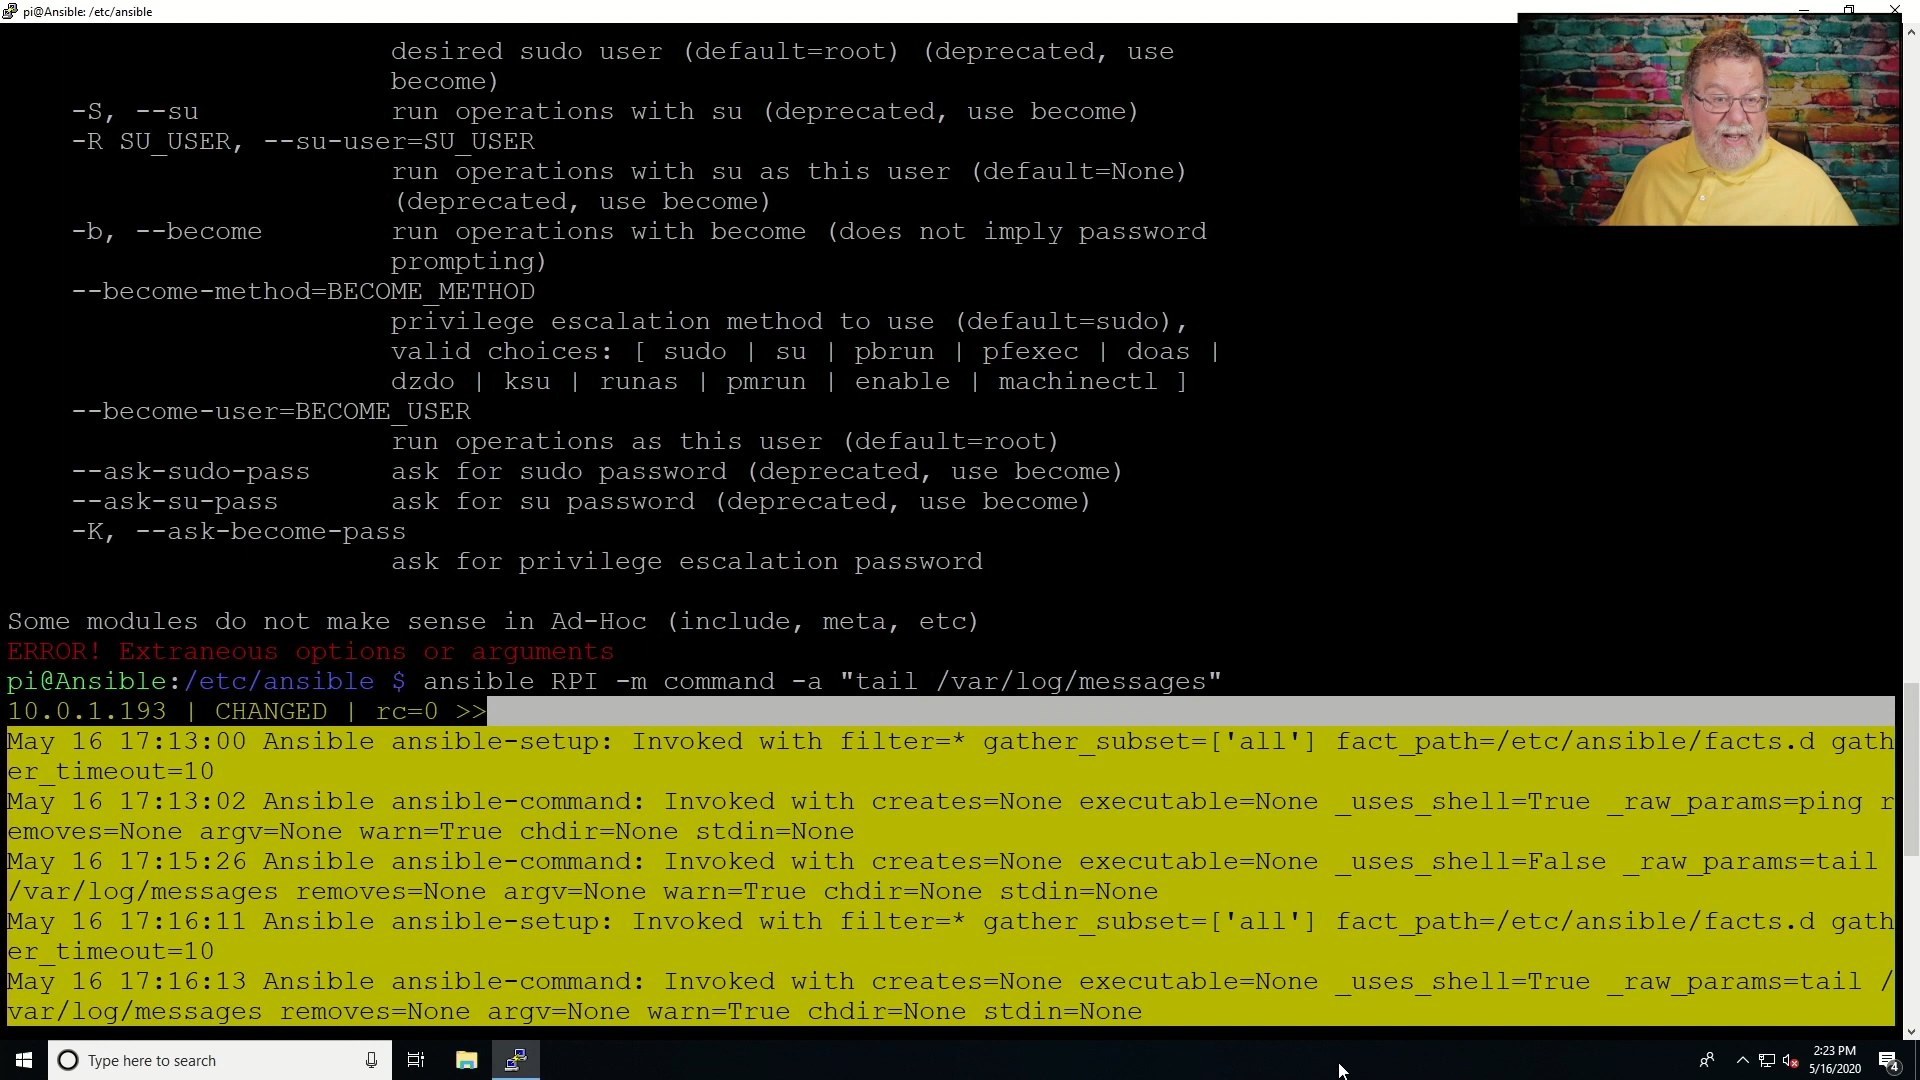 pi@Ansible: /etc/ansible
desired sudo user (default=root) (deprecated, use
become)
-S, --su run operations with su (deprecated, use become)
-R SU_USER, --su-user=SU_USER
run operations with su as this user (default=None)
(deprecated, use become)
-b, --become run operations with become (does not imply password
prompting)
--become-method=BECOME_METHOD
privilege escalation method to use (default=sudo),
valid choices: [ sudo | su | pbrun | pfexec | doas |
dzdo | ksu | runas | pmrun | enable | machinectl ]
--become-user=BECOME_USER
run operations as this user (default=root)
--ask-sudo-pass ask for sudo password (deprecated, use become)
--ask-su-pass ask for su password (deprecated, use become)
-K, --ask-become-pass
ask for privilege escalation password
Some modules do not make sense in Ad-Hoc (include, meta, etc)
ERROR! Extraneous options or arguments
pi@Ansible:/etc/ansible $ ansible RPI -m command -a "tail /var/log/messages"
10.0.1.193 | CHANGED | rc=0 >>
May 16 17:13:00 Ansible ansible-setup: Invoked with filter=* gather_subset=['all'] fact_path=/etc/ansible/facts.d gath
er_timeout=10
May 16 17:13:02 Ansible ansible-command: Invoked with creates=None executable=None _uses_shell=True _raw_params=ping r
emoves=None argv=None warn=True chdir=None stdin=None
May 16 17:15:26 Ansible ansible-command: Invoked with creates=None executable=None _uses_shell=False _raw_params=tail
/var/log/messages removes=None argv=None warn=True chdir=None stdin=None
May 16 17:16:11 Ansible ansible-setup: Invoked with filter=* gather_subset=['all'] fact_path=/etc/ansible/facts.d gath
er_timeout=10
May 16 17:16:13 Ansible ansible-command: Invoked with creates=None executable=None _uses_shell=True _raw_params=tail /
var/log/messages removes=None argv=None warn=True chdir=None stdin=None
Type here to search
2:23 PM
5/16/2020
4